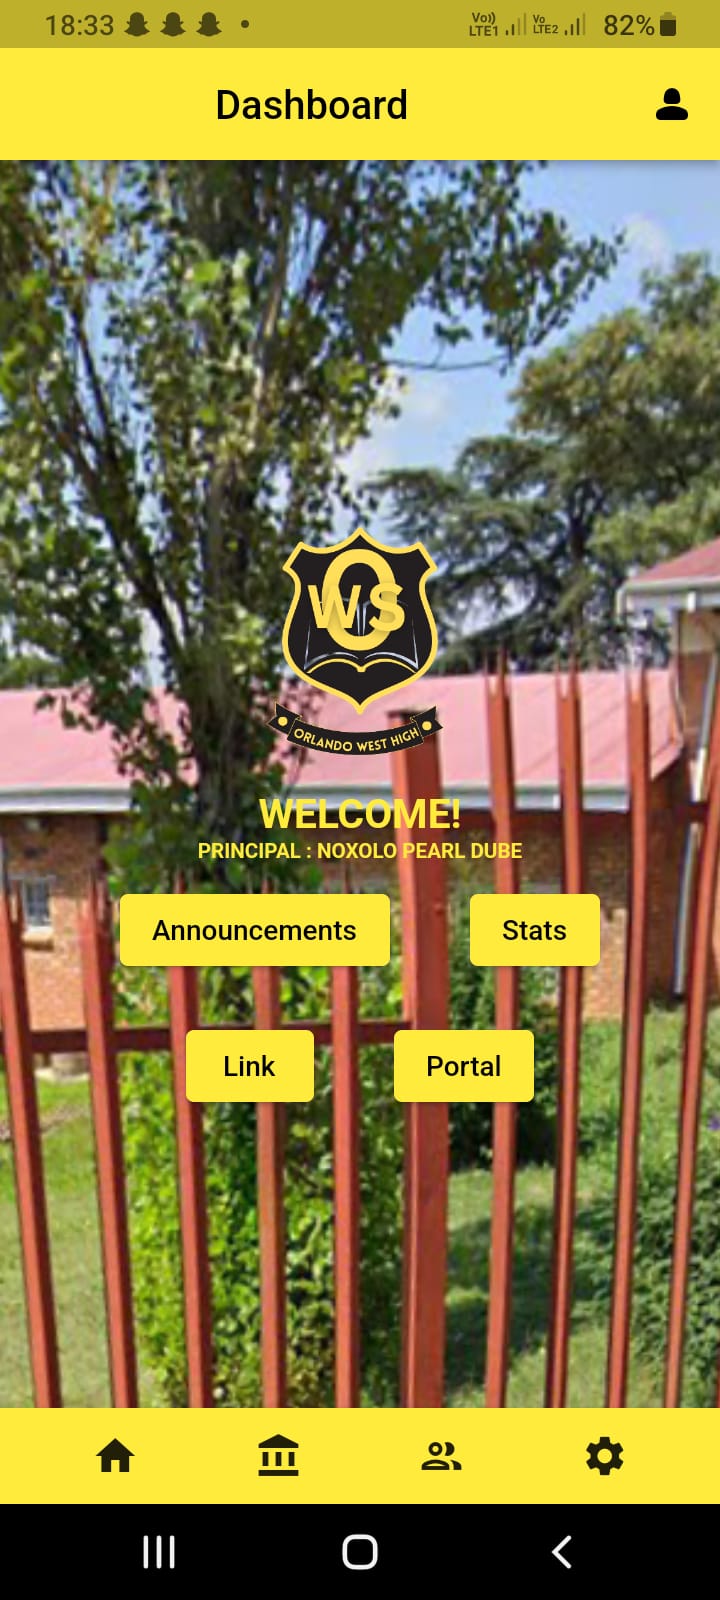 18:33
Vo)) LTE1 Vo LTE2 82%
Dashboard
OWS
ORLANDO WEST HIGH
WELCOME!
PRINCIPAL : NOXOLO PEARL DUBE
Announcements Stats
Link Portal